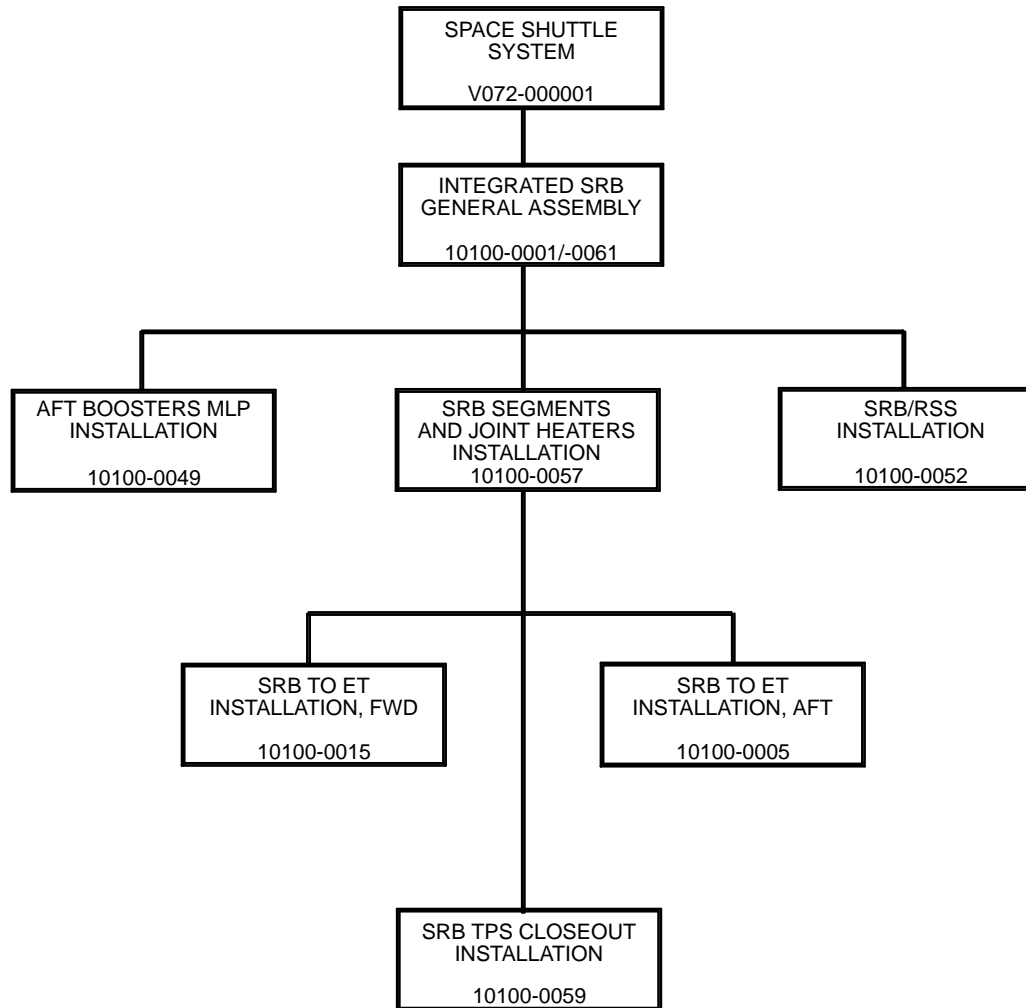 SPACE SHUTTLE
SYSTEM
V072-000001
INTEGRATED SRB
GENERAL ASSEMBLY
10100-0001/-0061
AFT BOOSTERS MLP
INSTALLATION
10100-0049
SRB SEGMENTS
AND JOINT HEATERS
INSTALLATION
10100-0057
SRB/RSS
INSTALLATION
10100-0052
SRB TO ET
INSTALLATION, FWD
10100-0015
SRB TO ET
INSTALLATION, AFT
10100-0005
SRB TPS CLOSEOUT
INSTALLATION
10100-0059